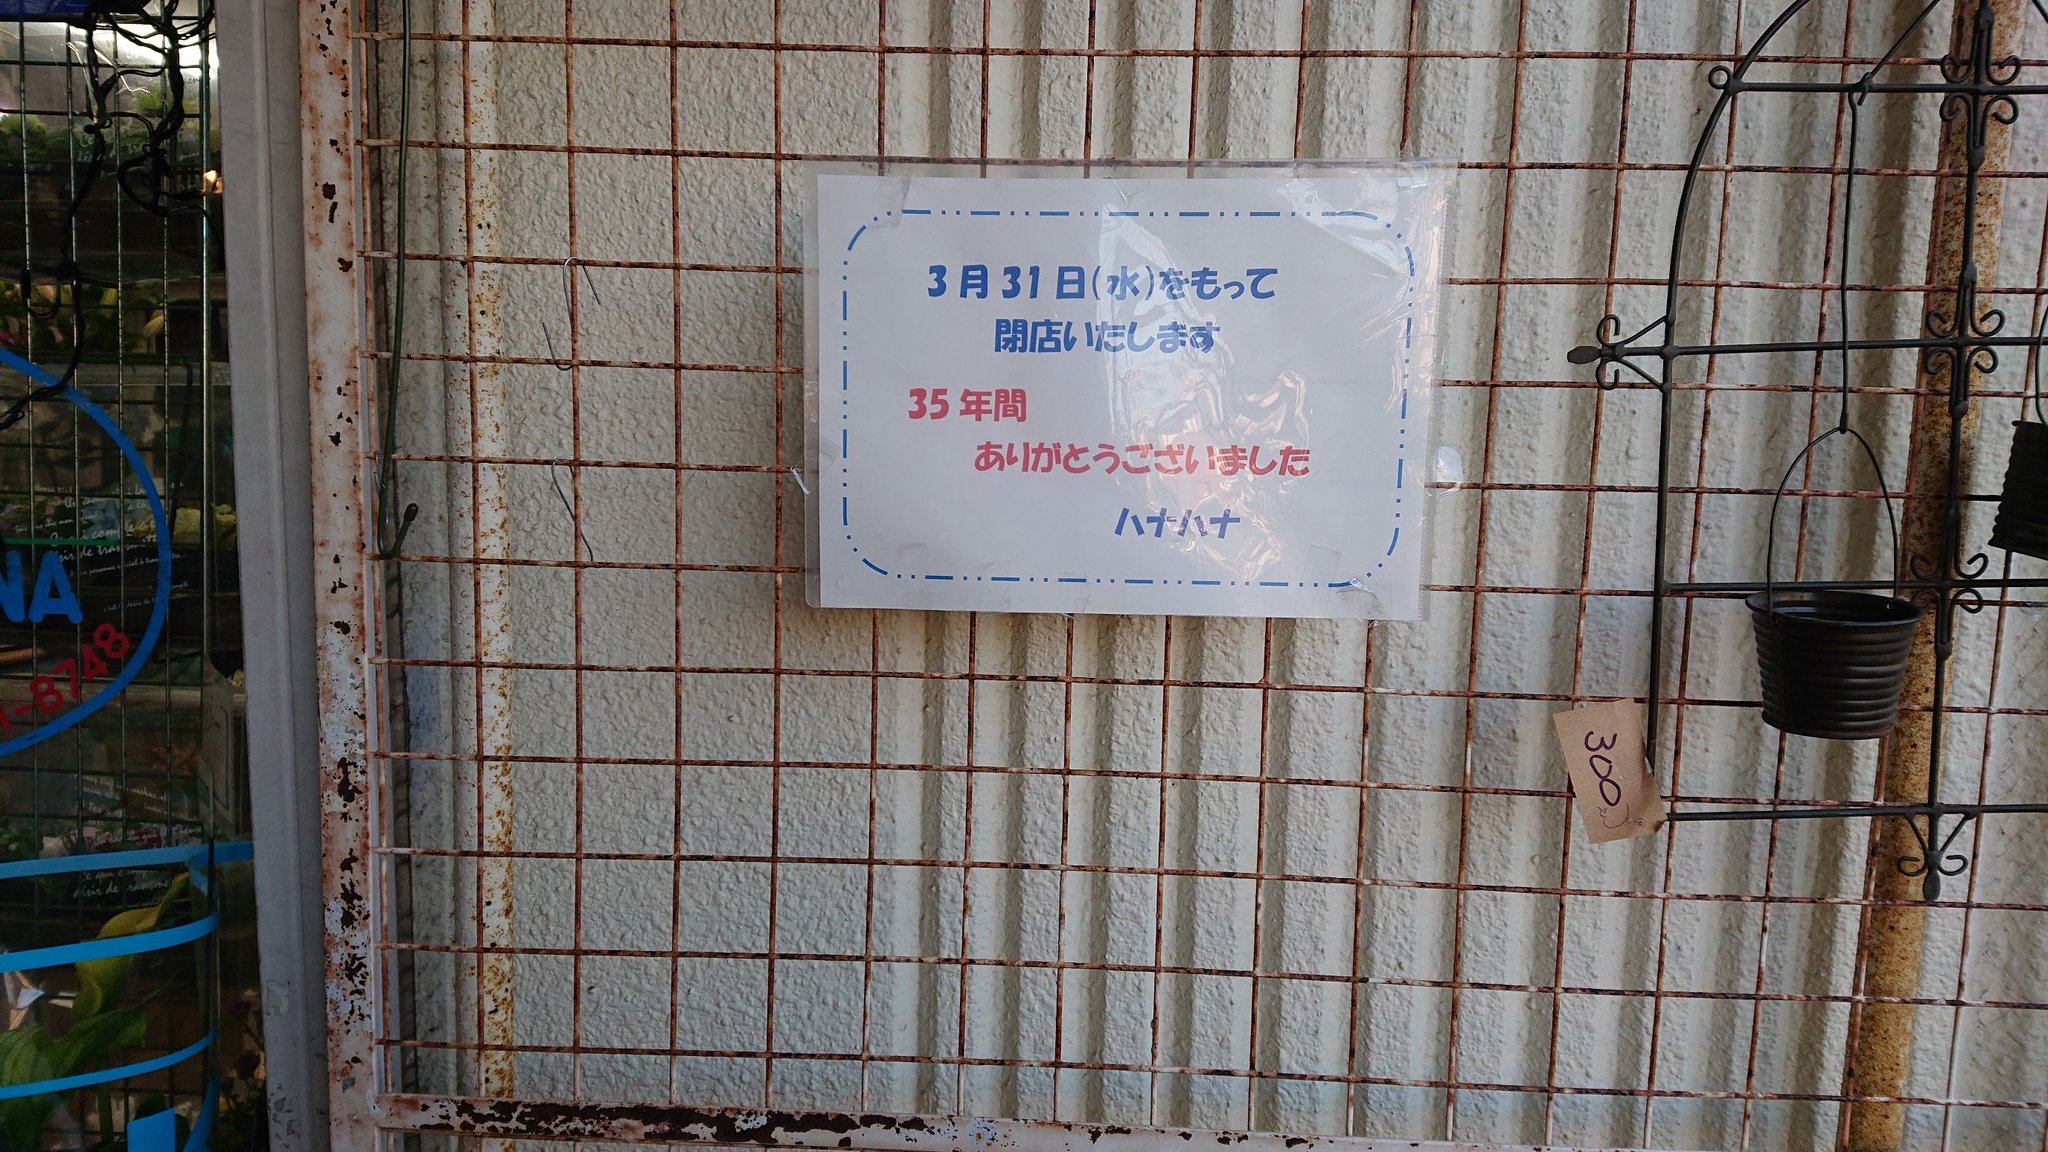 3月31日(水)をもって
閉店いたします
35年間
ありがとうございました
ハナハナ
300
NA
-8748